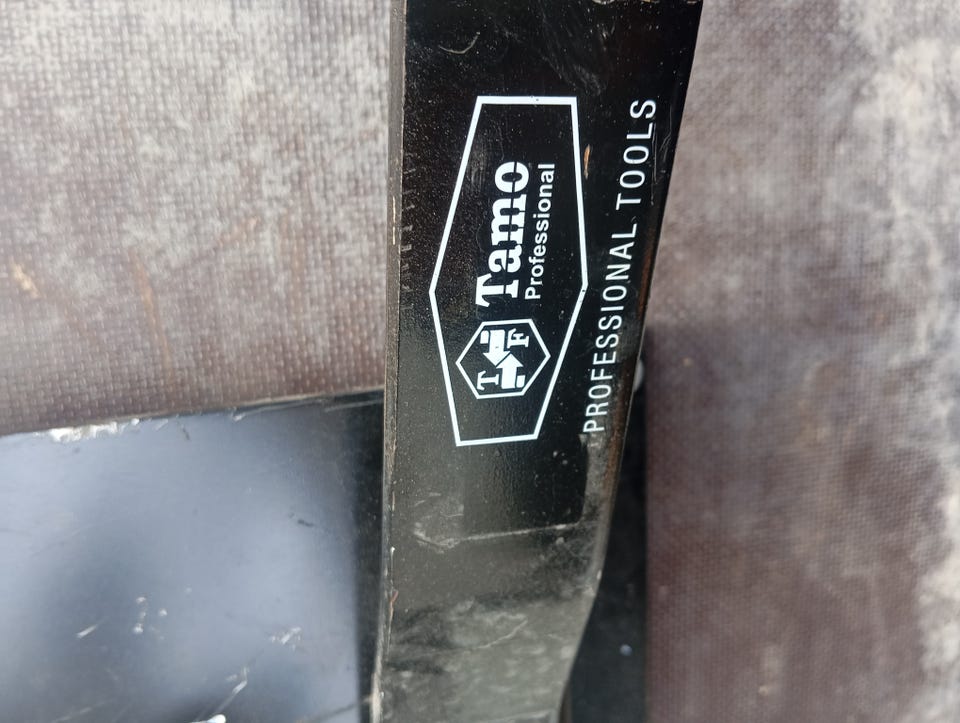 T F
Tamo
Professional
PROFESSIONAL TOOLS